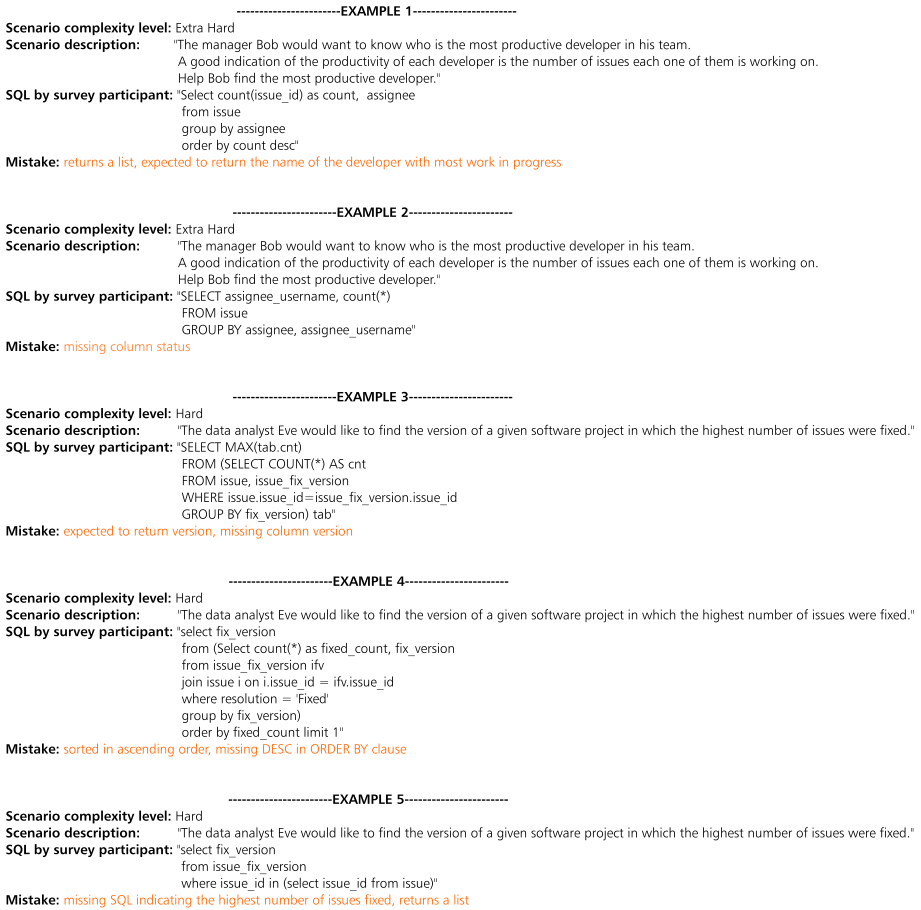 -----------------------EXAMPLE 1-----------------------
Scenario complexity level: Extra Hard
Scenario description: "The manager Bob would want to know who is the most productive developer in his team.
A good indication of the productivity of each developer is the number of issues each one of them is working on.
Help Bob find the most productive developer."
SQL by survey participant: "Select count(issue_id) as count, assignee
from issue
group by assignee
order by count desc"
Mistake: returns a list, expected to return the name of the developer with most work in progress
-----------------------EXAMPLE 2-----------------------
Scenario complexity level: Extra Hard
Scenario description: "The manager Bob would want to know who is the most productive developer in his team.
A good indication of the productivity of each developer is the number of issues each one of them is working on.
Help Bob find the most productive developer."
SQL by survey participant: "SELECT assignee_username, count(*)
FROM issue
GROUP BY assignee, assignee_username"
Mistake: missing column status
-----------------------EXAMPLE 3-----------------------
Scenario complexity level: Hard
Scenario description: "The data analyst Eve would like to find the version of a given software project in which the highest number of issues were fixed."
SQL by survey participant: "SELECT MAX(tab.cnt)
FROM (SELECT COUNT(*) AS cnt
FROM issue, issue_fix_version
WHERE issue.issue_id=issue_fix_version.issue_id
GROUP BY fix_version) tab"
Mistake: expected to return version, missing column version
-----------------------EXAMPLE 4-----------------------
Scenario complexity level: Hard
Scenario description: "The data analyst Eve would like to find the version of a given software project in which the highest number of issues were fixed."
SQL by survey participant: "select fix_version
from (Select count(*) as fixed_count, fix_version
from issue_fix_version ifv
join issue i on i.issue_id = ifv.issue_id
where resolution = 'Fixed'
group by fix_version)
order by fixed_count limit 1"
Mistake: sorted in ascending order, missing DESC in ORDER BY clause
-----------------------EXAMPLE 5-----------------------
Scenario complexity level: Hard
Scenario description: "The data analyst Eve would like to find the version of a given software project in which the highest number of issues were fixed."
SQL by survey participant: "select fix_version
from issue_fix_version
where issue_id in (select issue_id from issue)"
Mistake: missing SQL indicating the highest number of issues fixed, returns a list